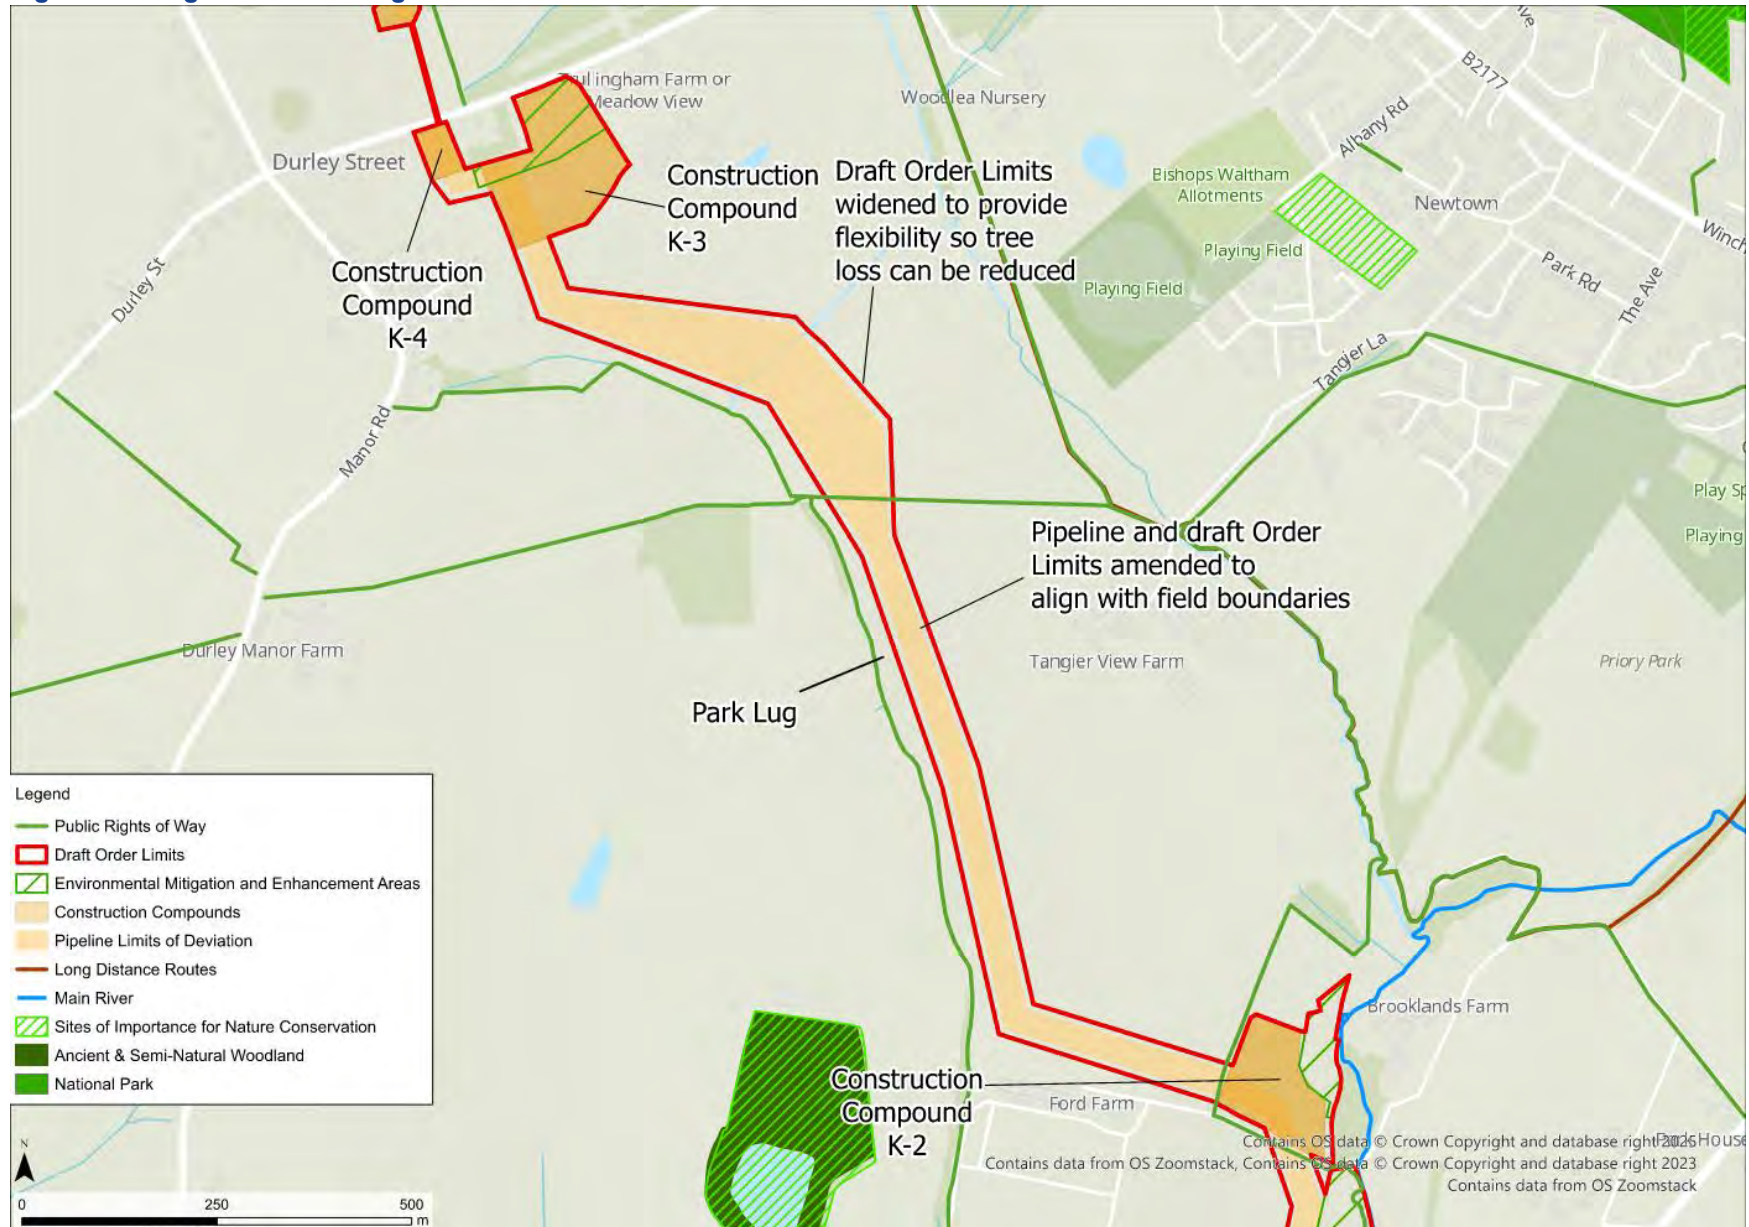 B2177
Albany Rd
Trullingham Farm or
Meadow View
Woodlea Nursery
Durley Street
Construction
Compound
K-3
Draft Order Limits
widened to provide
flexibility so tree
loss can be reduced
Bishops Waltham
Allotments
Newtown
Playing Field
Playing Field
Park Rd
The Ave
Durley St
Construction
Compound
K-4
Tangier La
Manor Rd
Pipeline and draft Order
Limits amended to
align with field boundaries
Durley Manor Farm
Tangier View Farm
Priory Park
Park Lug
Legend
Public Rights of Way
Draft Order Limits
Environmental Mitigation and Enhancement Areas
Construction Compounds
Pipeline Limits of Deviation
Long Distance Routes
Main River
Sites of Importance for Nature Conservation
Ancient & Semi-Natural Woodland
National Park
Brooklands Farm
Construction
Compound
K-2
Ford Farm
Contains OS data © Crown Copyright and database right 2025
Contains data from OS Zoomstack, Contains OS data © Crown Copyright and database right 2023
Contains data from OS Zoomstack
N
0 250 500
m